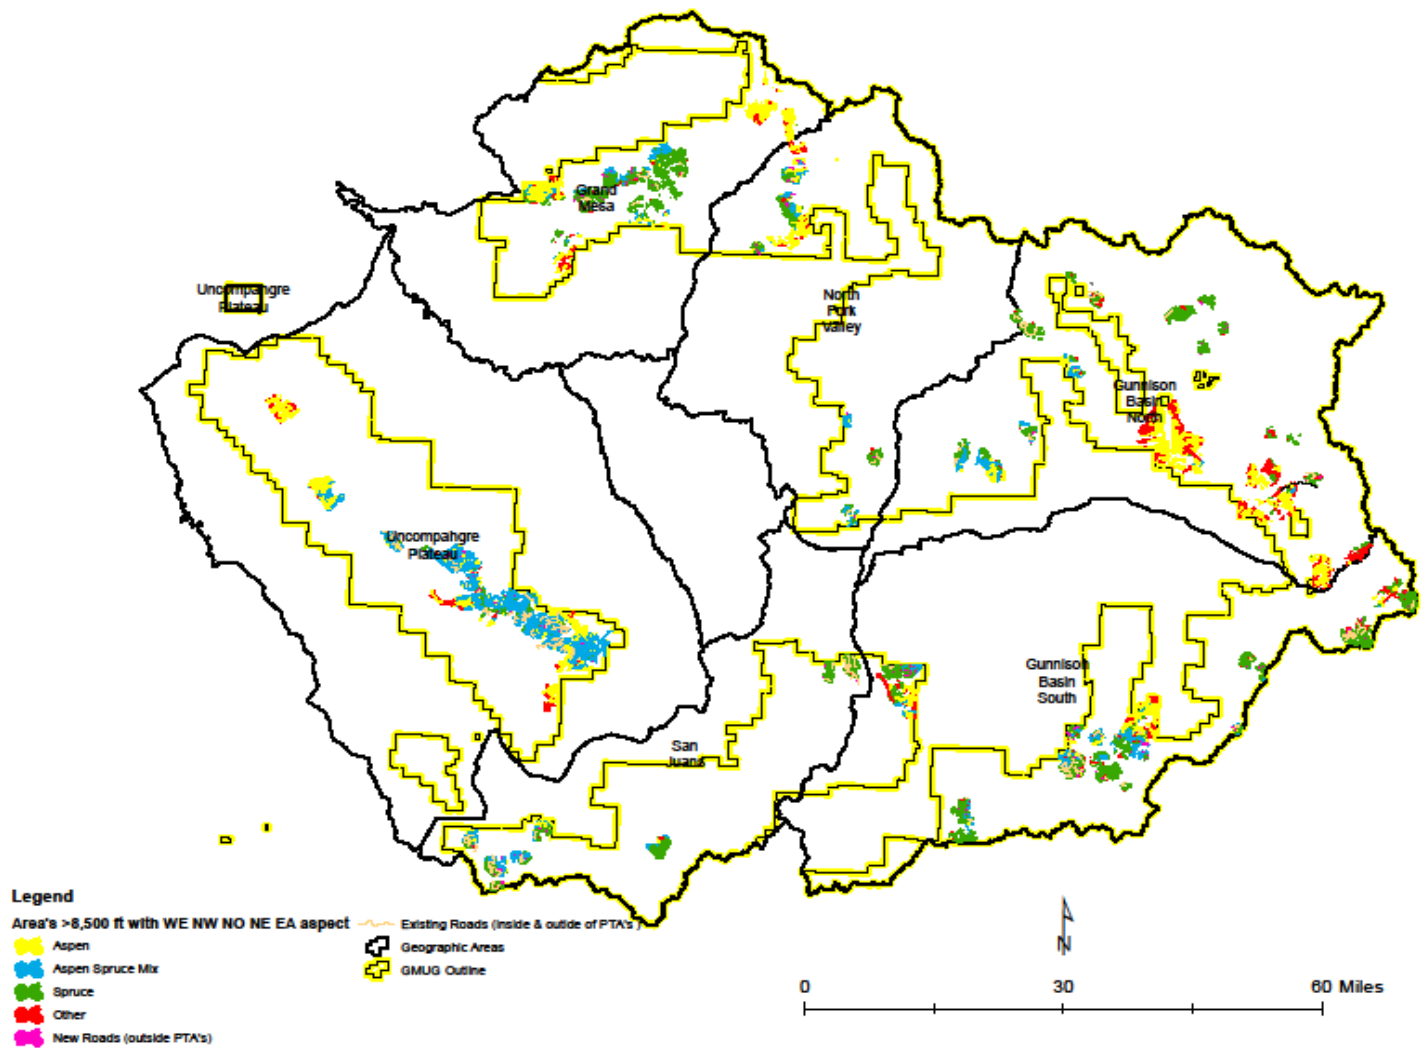 Grand
Mesa
Uncompahgre
Plateau
North
Fork
Valley
Gunnison
Basin
North
Uncompahgre
Plateau
Gunnison
Basin
South
San
Juans
Legend
Area's >8,500 ft with WE NW NO NE EA aspect
Existing Roads (inside & outide of PTA's )
Aspen
Geographic Areas
Aspen Spruce Mix
GMUG Outline
Spruce
Other
New Roads (outside PTA's)
N
0 30 60 Miles